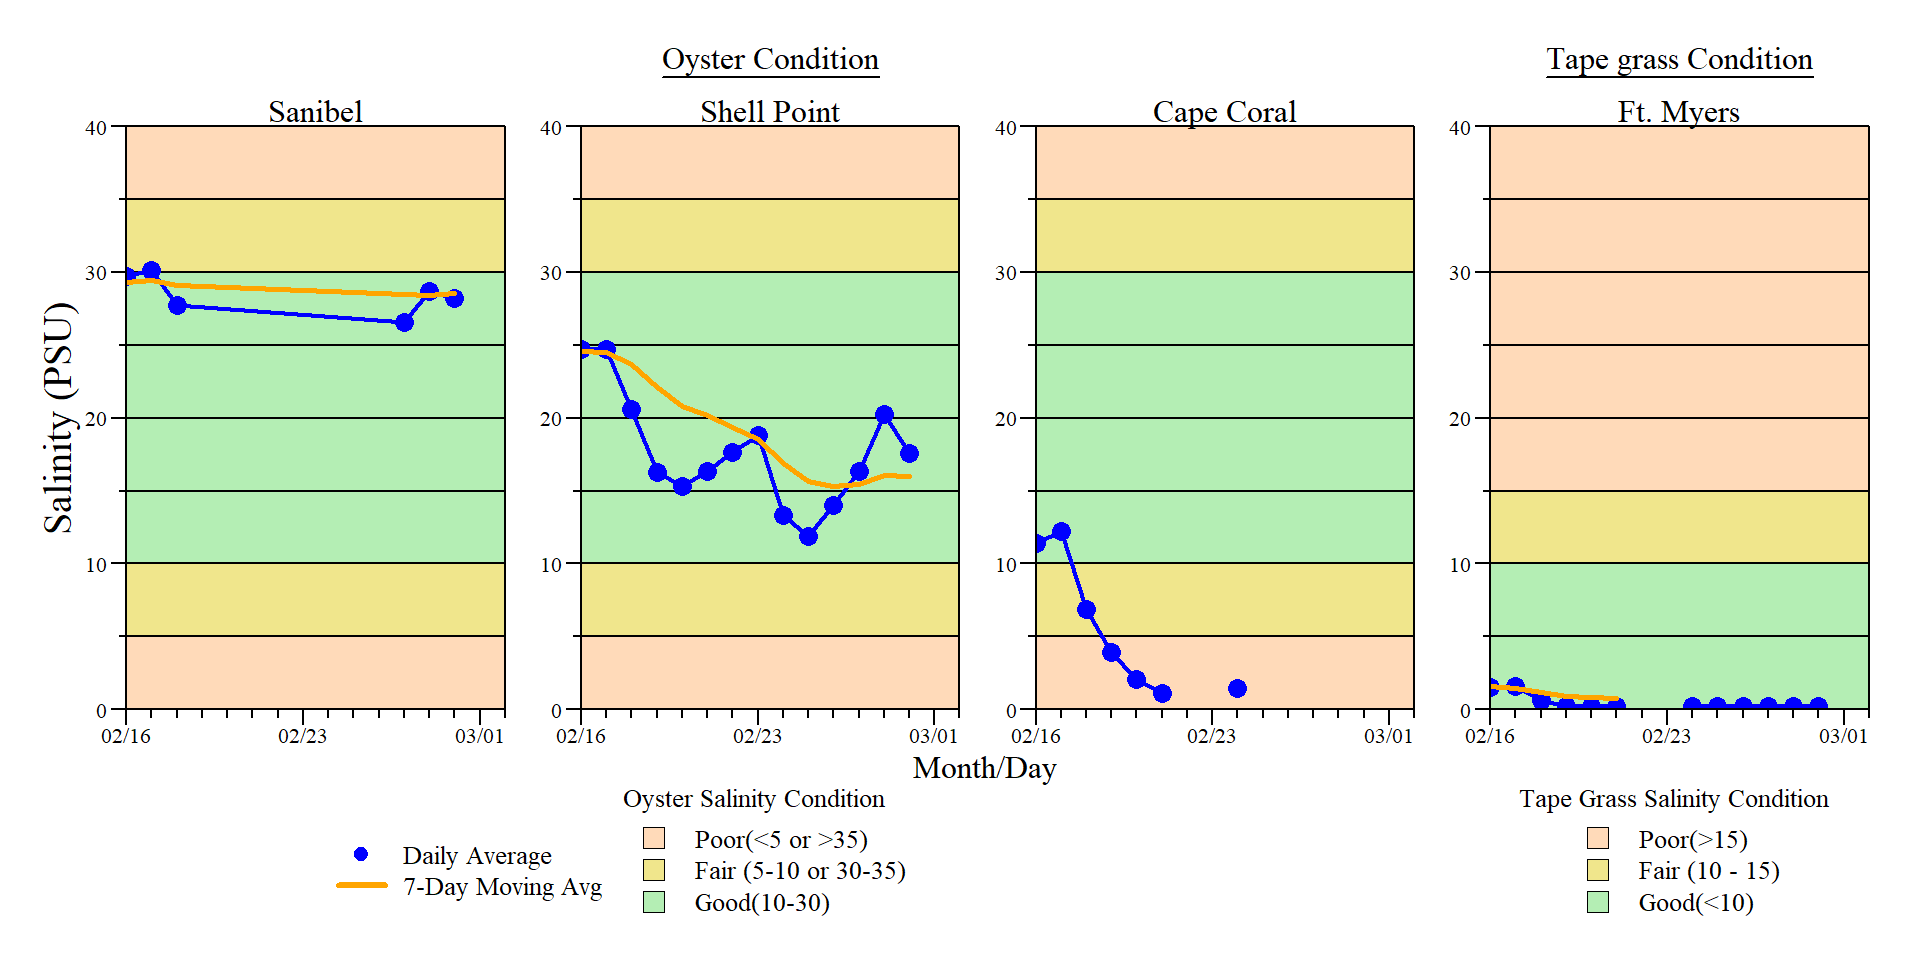 Oyster Condition
Tape grass Condition
Sanibel
Shell Point
Cape Coral
Ft. Myers
Salinity (PSU)
40
30
20
10
0
40
30
20
10
0
40
30
20
10
0
40
30
20
10
0
02/16
02/23
03/01
02/16
02/23
03/01
02/16
02/23
03/01
02/16
02/23
03/01
Month/Day
Daily Average
7-Day Moving Avg
Oyster Salinity Condition
Poor(<5 or >35)
Fair (5-10 or 30-35)
Good(10-30)
Tape Grass Salinity Condition
Poor(>15)
Fair (10 - 15)
Good(<10)